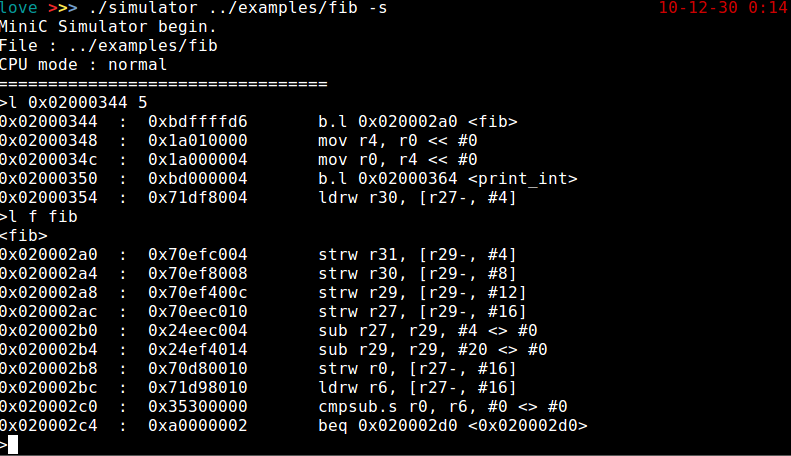 love >>> ./simulator ../examples/fib -s 10-12-30 0:14
MiniC Simulator begin.
File : ../examples/fib
CPU mode : normal
=================================
>l 0x02000344 5
0x02000344 : 0xbdffffd6 b.l 0x020002a0 <fib>
0x02000348 : 0x1a010000 mov r4, r0 << #0
0x0200034c : 0x1a000004 mov r0, r4 << #0
0x02000350 : 0xbd000004 b.l 0x02000364 <print_int>
0x02000354 : 0x71df8004 ldrw r30, [r27-, #4]
>l f fib
<fib>
0x020002a0 : 0x70efc004 strw r31, [r29-, #4]
0x020002a4 : 0x70ef8008 strw r30, [r29-, #8]
0x020002a8 : 0x70ef400c strw r29, [r29-, #12]
0x020002ac : 0x70eec010 strw r27, [r29-, #16]
0x020002b0 : 0x24eec004 sub r27, r29, #4 <> #0
0x020002b4 : 0x24ef4014 sub r29, r29, #20 <> #0
0x020002b8 : 0x70d80010 strw r0, [r27-, #16]
0x020002bc : 0x71d98010 ldrw r6, [r27-, #16]
0x020002c0 : 0x35300000 cmpsub.s r0, r6, #0 <> #0
0x020002c4 : 0xa0000002 beq 0x020002d0 <0x020002d0>
>